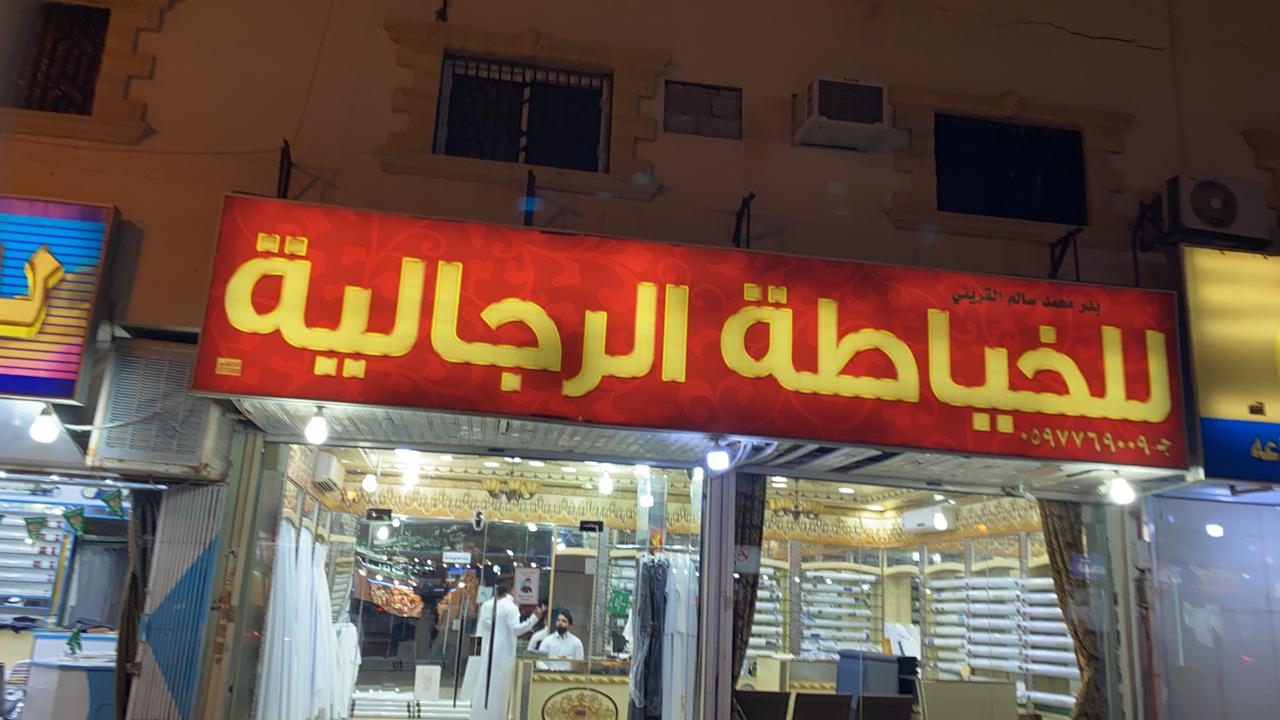 بدر محمد سالم القريني
للخياطة الرجالية
جـ ٠٥٩٧٧٦٩٠٠٩